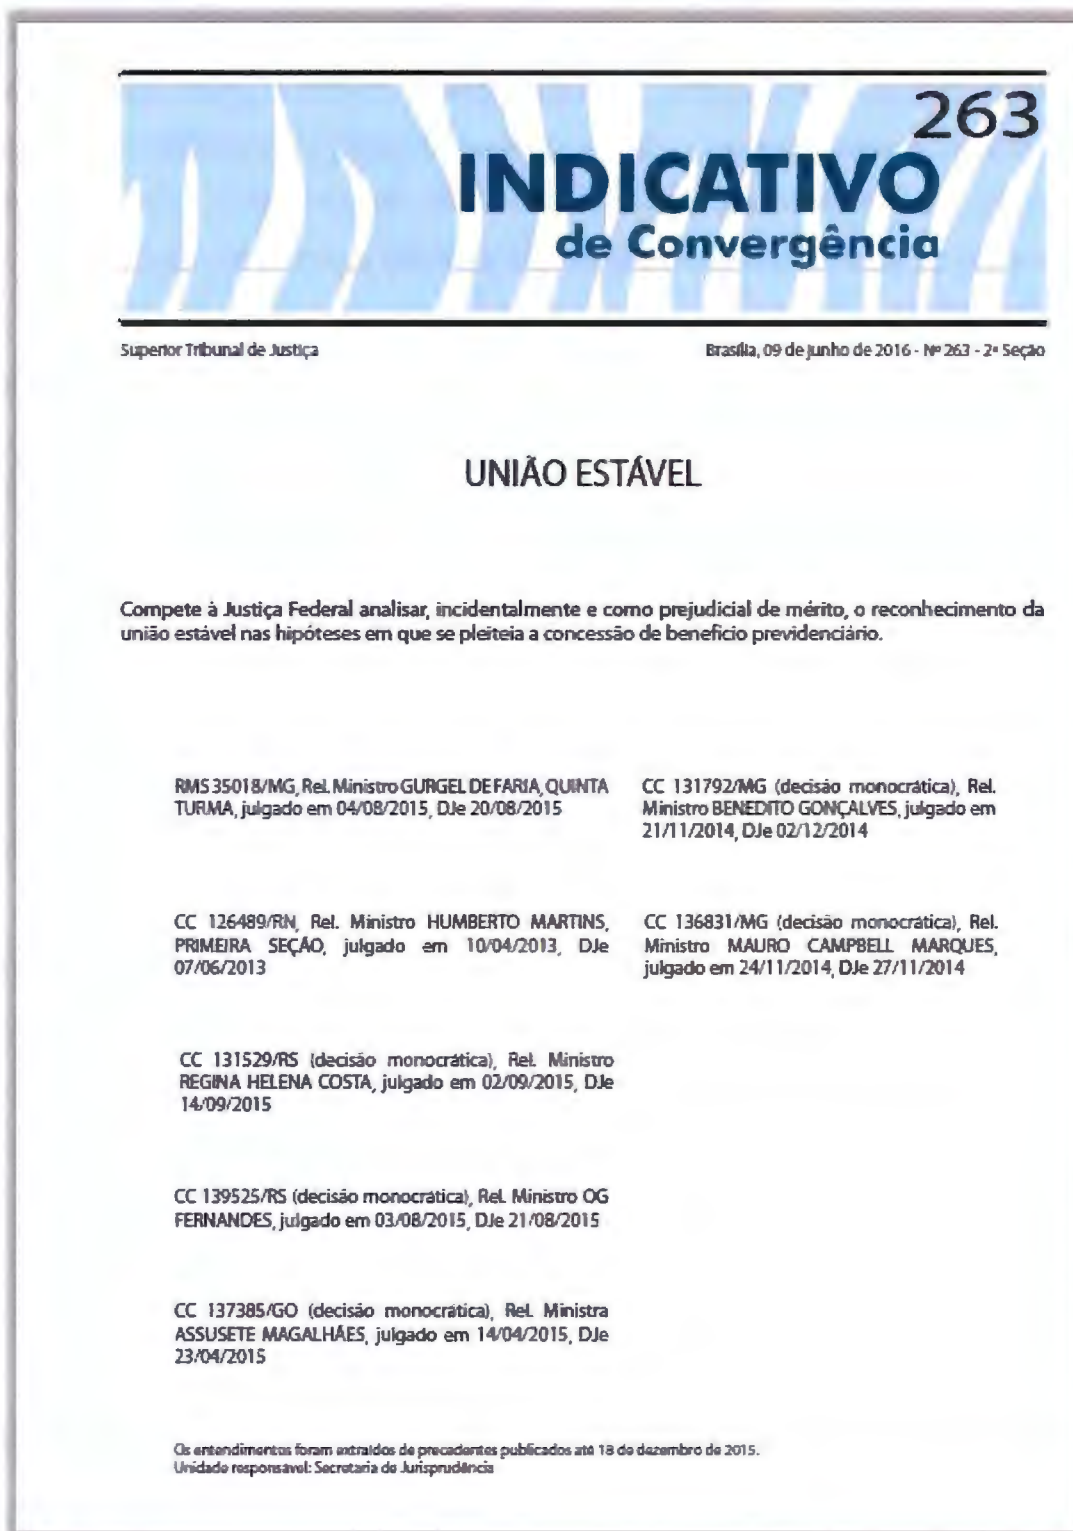 263
INDICATIVO
de Convergência
Superior Tribunal de Justiça
Brasília, 09 de junho de 2016 - Nº 263 - 2ª Seção
UNIÃO ESTÁVEL
Compete à Justiça Federal analisar, incidentalmente e como prejudicial de mérito, o reconhecimento da
união estável nas hipóteses em que se pleiteia a concessão de benefício previdenciário.
RMS 35018/MG, Rel. Ministro GURGEL DE FARIA, QUINTA
TURMA, julgado em 04/08/2015, DJe 20/08/2015
CC 126489/RN, Rel. Ministro HUMBERTO MARTINS,
PRIMEIRA SEÇÃO, julgado em 10/04/2013, DJe
07/06/2013
CC 131529/RS (decisão monocrática), Rel. Ministro
REGINA HELENA COSTA, julgado em 02/09/2015, DJe
14/09/2015
CC 139525/RS (decisão monocrática), Rel. Ministro OG
FERNANDES, julgado em 03/08/2015, DJe 21/08/2015
CC 137385/GO (decisão monocrática), Rel. Ministra
ASSUSETE MAGALHÃES, julgado em 14/04/2015, DJe
23/04/2015
CC 131792/MG (decisão monocrática), Rel.
Ministro BENEDITO GONÇALVES, julgado em
21/11/2014, DJe 02/12/2014
CC 136831/MG (decisão monocrática), Rel.
Ministro MAURO CAMPBELL MARQUES,
julgado em 24/11/2014, DJe 27/11/2014
Os entendimentos foram extraídos de precedentes publicados até 18 de dezembro de 2015.
Unidade responsável: Secretaria de Jurisprudência